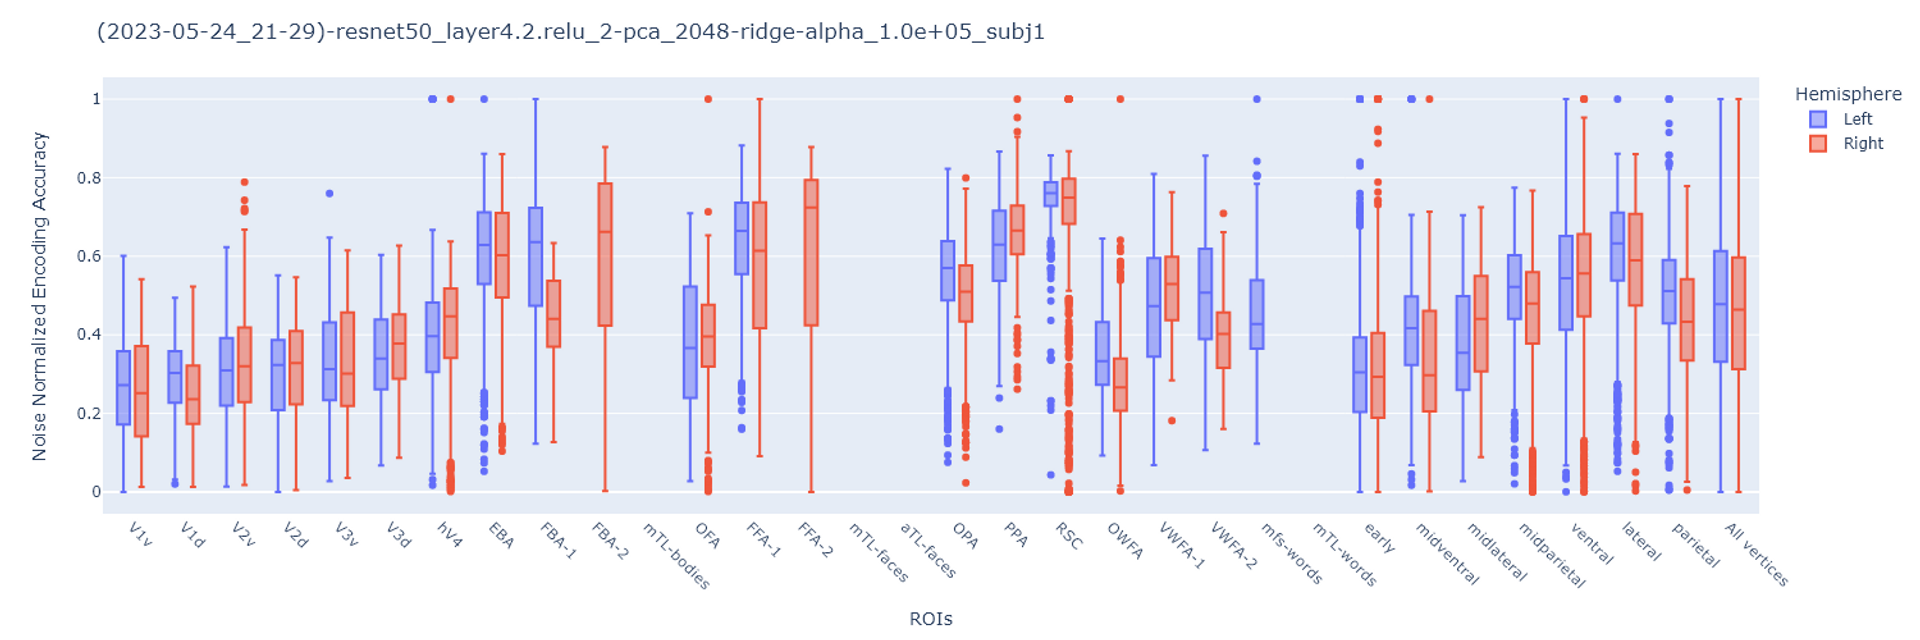 (2023-05-24_21-29)-resnet50_layer4.2.relu_2-pca_2048-ridge-alpha_1.0e+05_subj1
Hemisphere
Left
Right
Noise Normalized Encoding Accuracy
1
0.8
0.6
0.4
0.2
0
V1v
V1d
V2v
V2d
V3v
V3d
hV4
EBA
FBA-1
FBA-2
mTL-bodies
OFA
FFA-1
FFA-2
mTL-faces
aTL-faces
OPA
PPA
RSC
OWFA
VWFA-1
VWFA-2
mfs-words
mTL-words
early
midventral
midlateral
midparietal
ventral
lateral
parietal
All vertices
ROIs